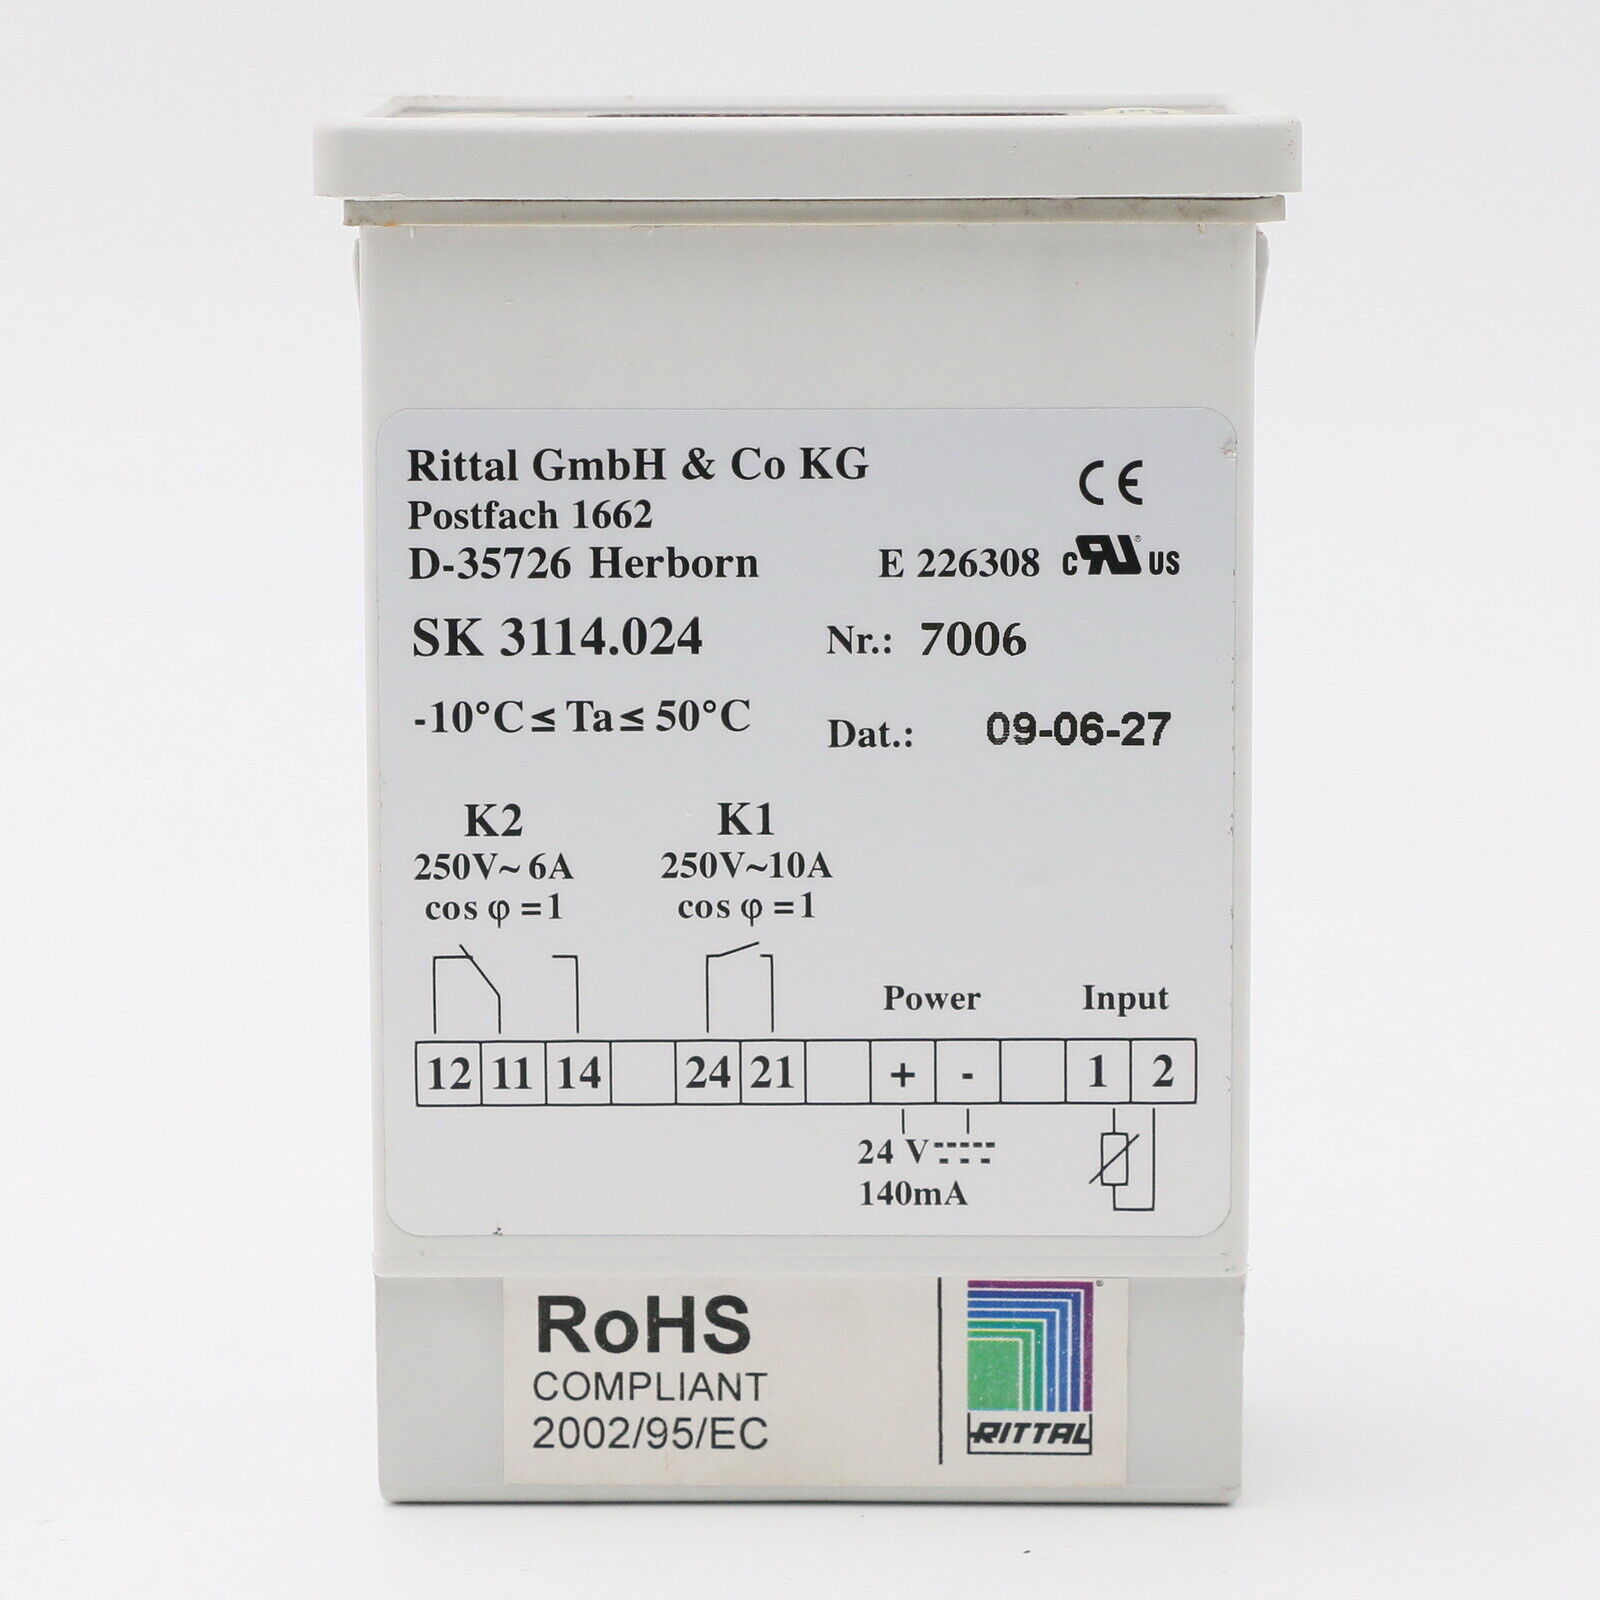 Rittal GmbH & Co KG
Postfach 1662
D-35726 Herborn
CE
E 226308 c RU ® US
SK 3114.024 Nr.: 7006
-10°C ≤ Ta ≤ 50°C Dat.: 09-06-27
K2 K1
250V~ 6A 250V~10A
cos φ = 1 cos φ = 1
Power Input
12 11 14 24 21 + - 1 2
24 V
140mA
RoHS
COMPLIANT
2002/95/EC
RITTAL